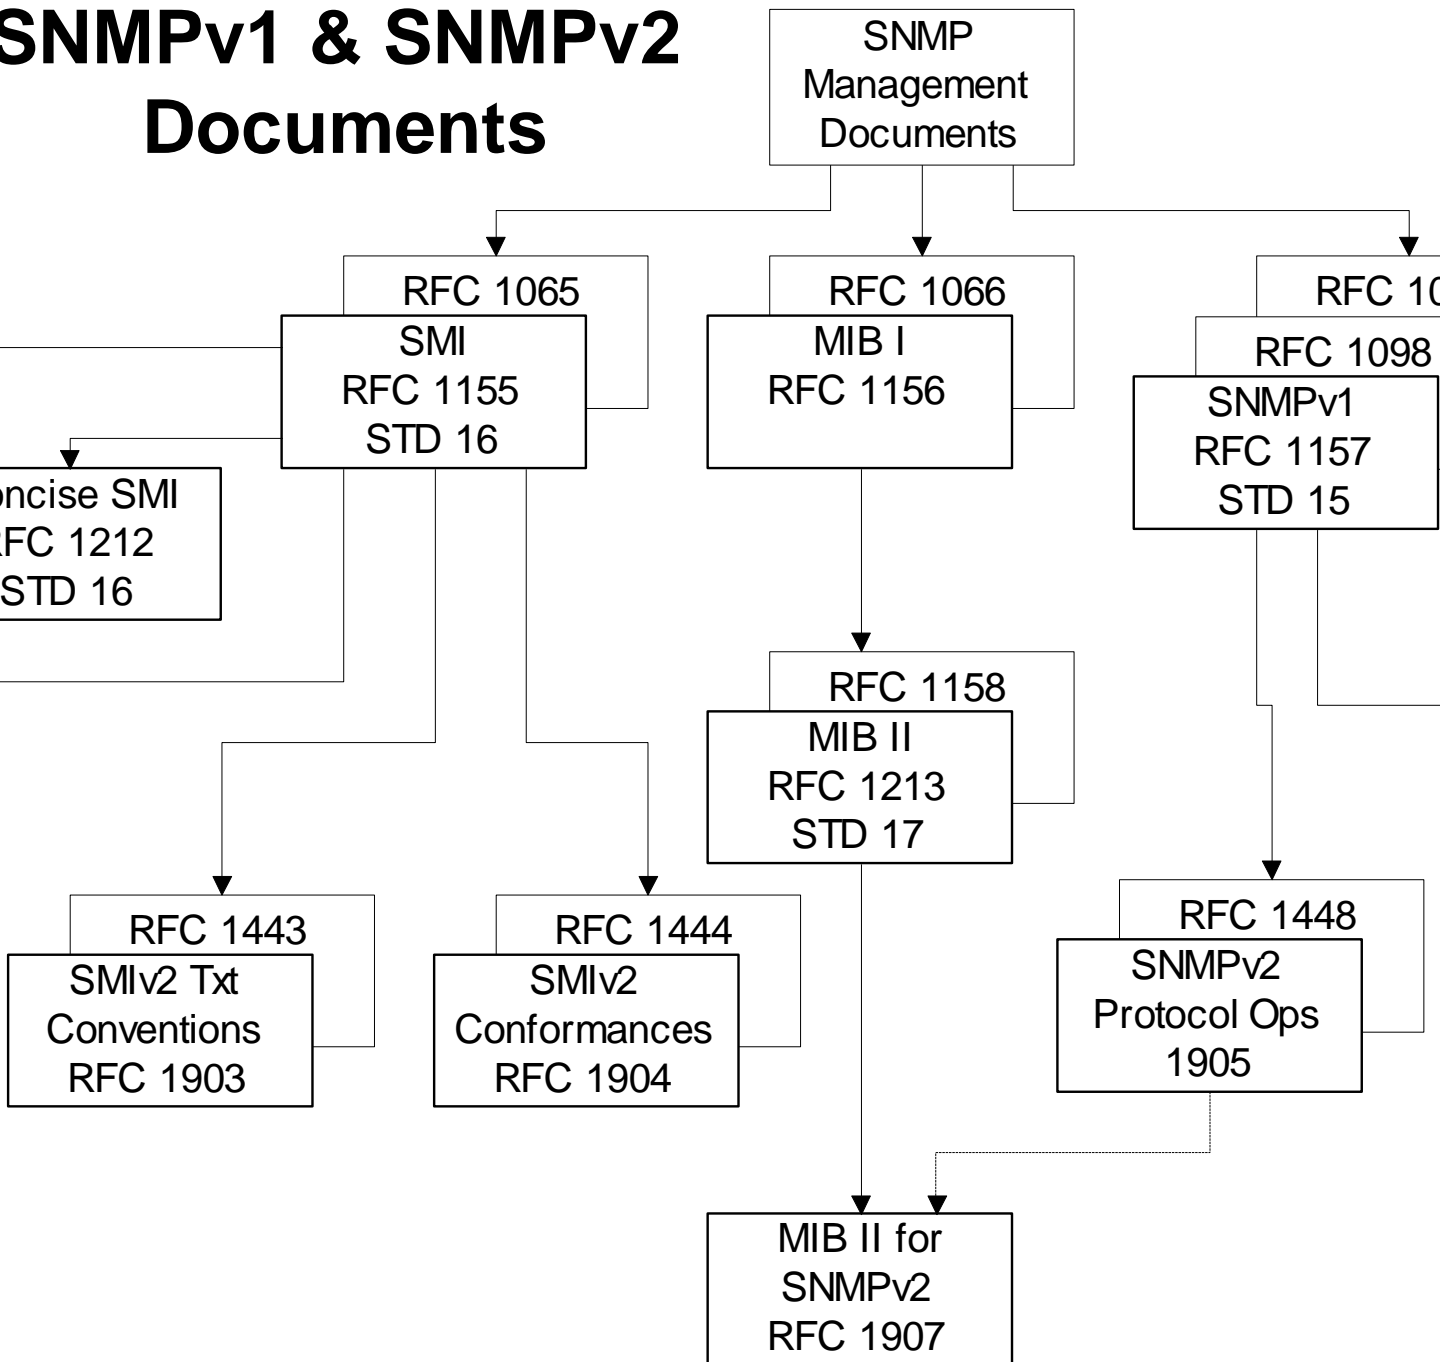 SNMPv1 & SNMPv2
Documents
SNMP
Management
Documents
RFC 1065
SMI
RFC 1155
STD 16
RFC 1066
MIB I
RFC 1156
RFC
RFC 1098
SNMPv1
RFC 1157
STD 15
SMI
1212
STD 16
RFC 1158
MIB II
RFC 1213
STD 17
RFC 1443
SMIv2 Txt
Conventions
RFC 1903
RFC 1444
SMIv2
Conformances
RFC 1904
RFC 1448
SNMPv2
Protocol Ops
1905
MIB II for
SNMPv2
RFC 1907